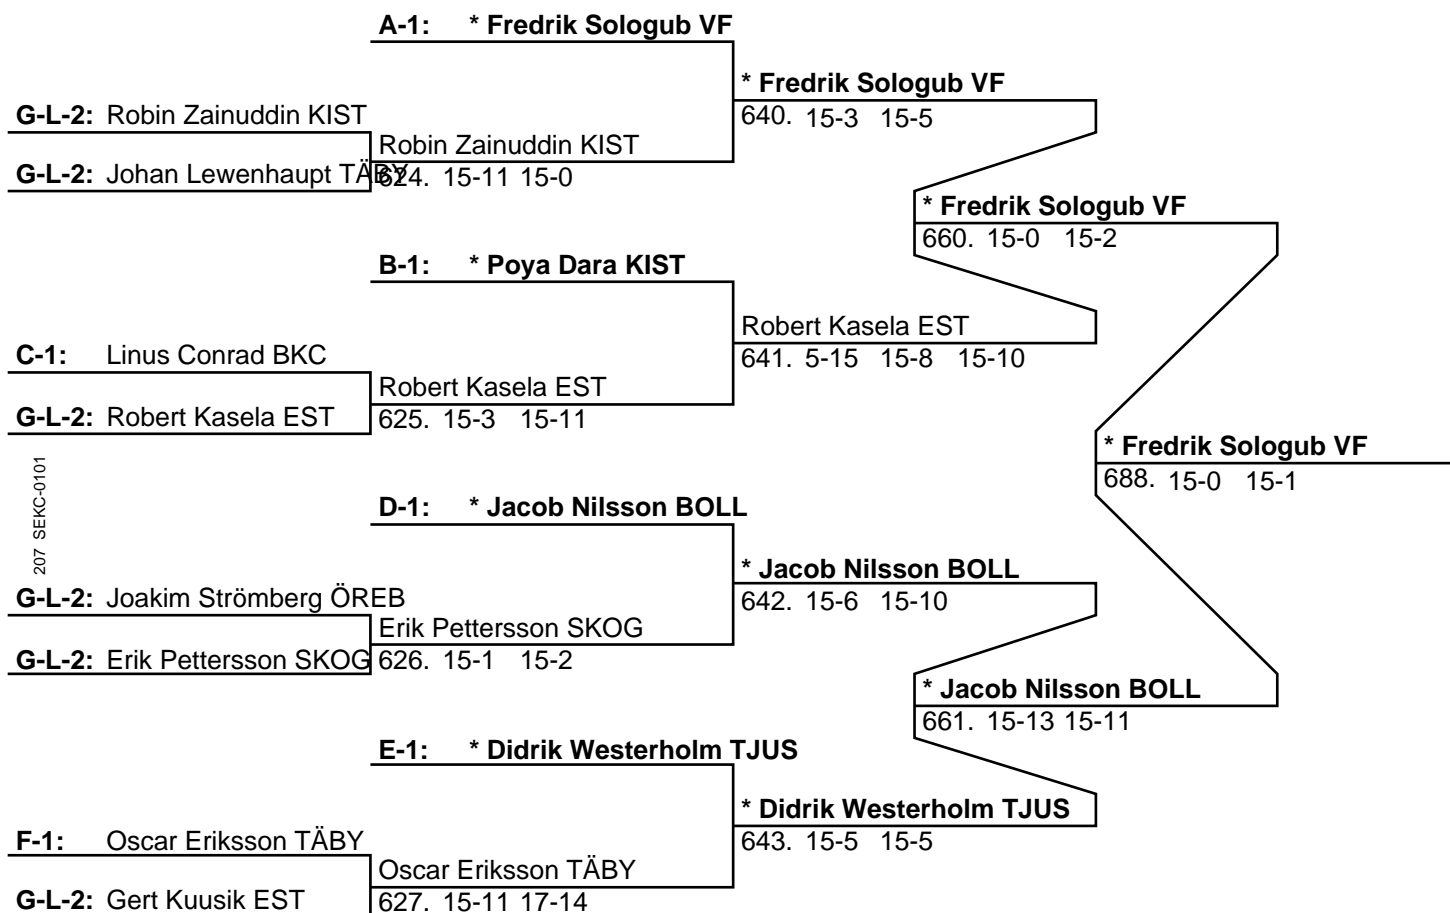 A-1: * Fredrik Sologub VF
* Fredrik Sologub VF
G-L-2: Robin Zainuddin KIST
640. 15-3 15-5
Robin Zainuddin KIST
G-L-2: Johan Lewenhaupt TÄBY
624. 15-11 15-0
* Fredrik Sologub VF
660. 15-0 15-2
B-1: * Poya Dara KIST
Robert Kasela EST
C-1: Linus Conrad BKC
641. 5-15 15-8 15-10
Robert Kasela EST
G-L-2: Robert Kasela EST
625. 15-3 15-11
* Fredrik Sologub VF
688. 15-0 15-1
207 SEKC-0101
D-1: * Jacob Nilsson BOLL
* Jacob Nilsson BOLL
G-L-2: Joakim Strömberg ÖREB
642. 15-6 15-10
Erik Pettersson SKOG
G-L-2: Erik Pettersson SKOG
626. 15-1 15-2
* Jacob Nilsson BOLL
661. 15-13 15-11
E-1: * Didrik Westerholm TJUS
* Didrik Westerholm TJUS
F-1: Oscar Eriksson TÄBY
643. 15-5 15-5
Oscar Eriksson TÄBY
G-L-2: Gert Kuusik EST
627. 15-11 17-14